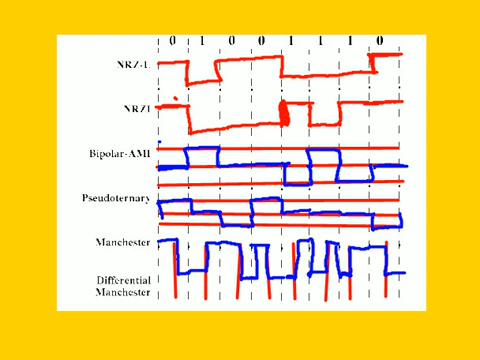 0 1 0 0 1 1 1 0
NRZ-L
NRZI
Bipolar-AMI
Pseudoternary
Manchester
Differential
Manchester